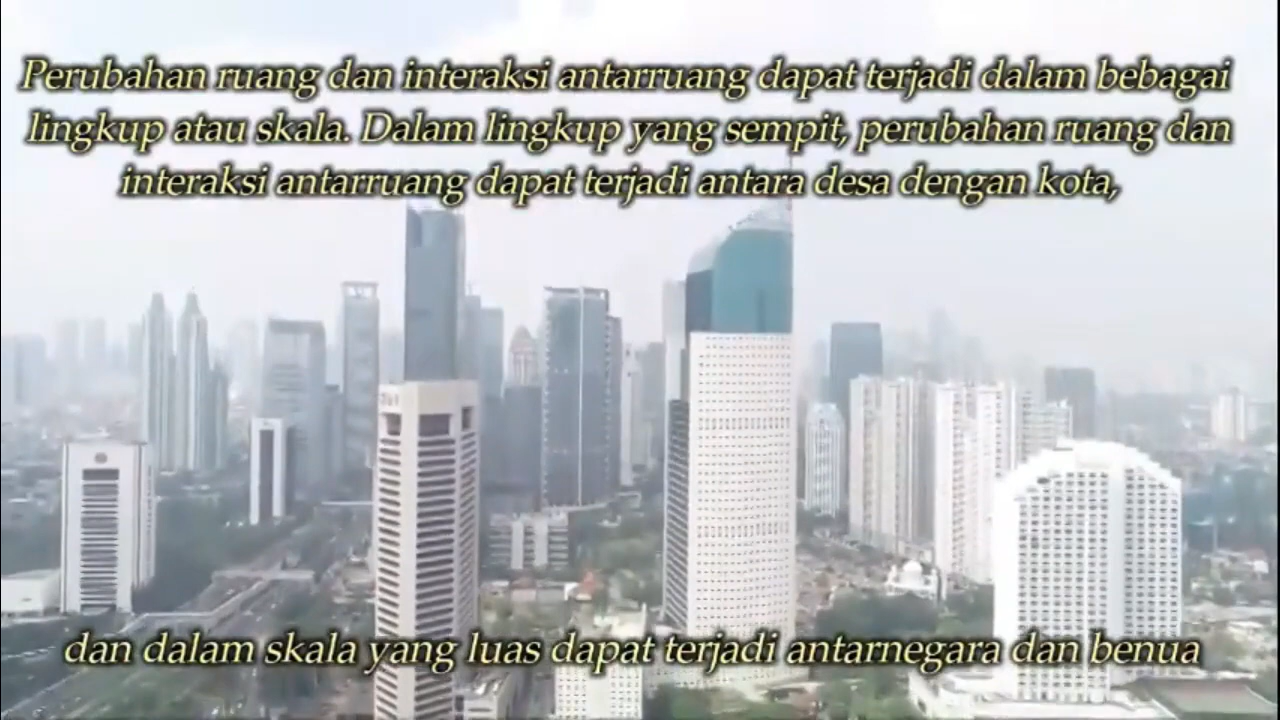 Perubahan ruang dan interaksi antarruang dapat terjadi dalam bebagai
lingkup atau skala. Dalam lingkup yang sempit, perubahan ruang dan
interaksi antarruang dapat terjadi antara desa dengan kota,
dan dalam skala yang luas dapat terjadi antarnegara dan benua